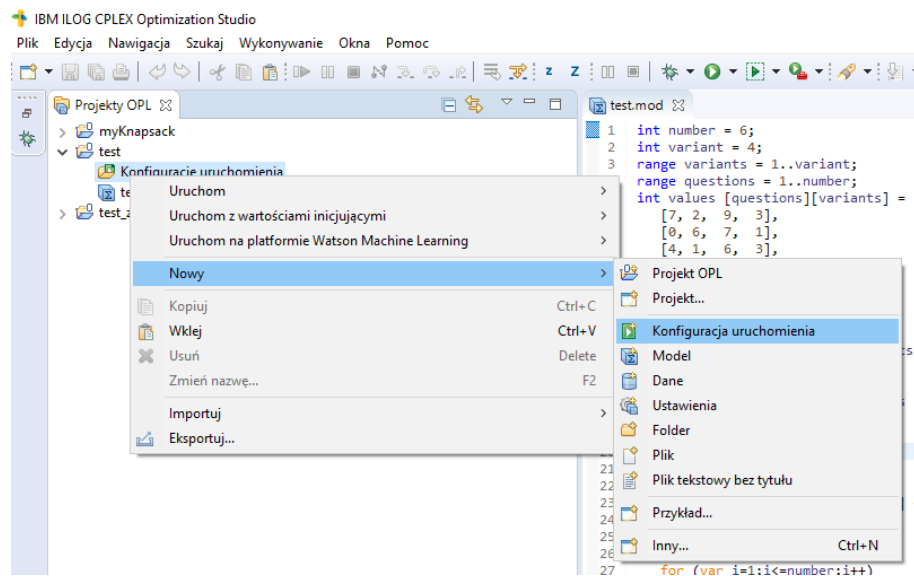 IBM ILOG CPLEX Optimization Studio
Plik Edycja Nawigacja Szukaj Wykonywanie Okna Pomoc
Projekty OPL
myKnapsack
test
Konfiguracje uruchomienia
te
test_z
Uruchom
Uruchom z wartościami inicjującymi
Uruchom na platformie Watson Machine Learning
Nowy
Kopiuj Ctrl+C
Wklej Ctrl+V
Usuń Delete
Zmień nazwę... F2
Importuj
Eksportuj...
test.mod
1 int number = 6;
2 int variant = 4;
3 range variants = 1..variant;
range questions = 1..number;
int values [questions][variants] =
[7, 2, 9, 3],
[0, 6, 7, 1],
[4, 1, 6, 3],
Projekt OPL
Projekt...
Konfiguracja uruchomienia
Model
Dane
Ustawienia
Folder
Plik
Plik tekstowy bez tytułu
Przykład...
Inny... Ctrl+N
21
22
23
24
25
26
27 for (var i=1;i<=number;i++)